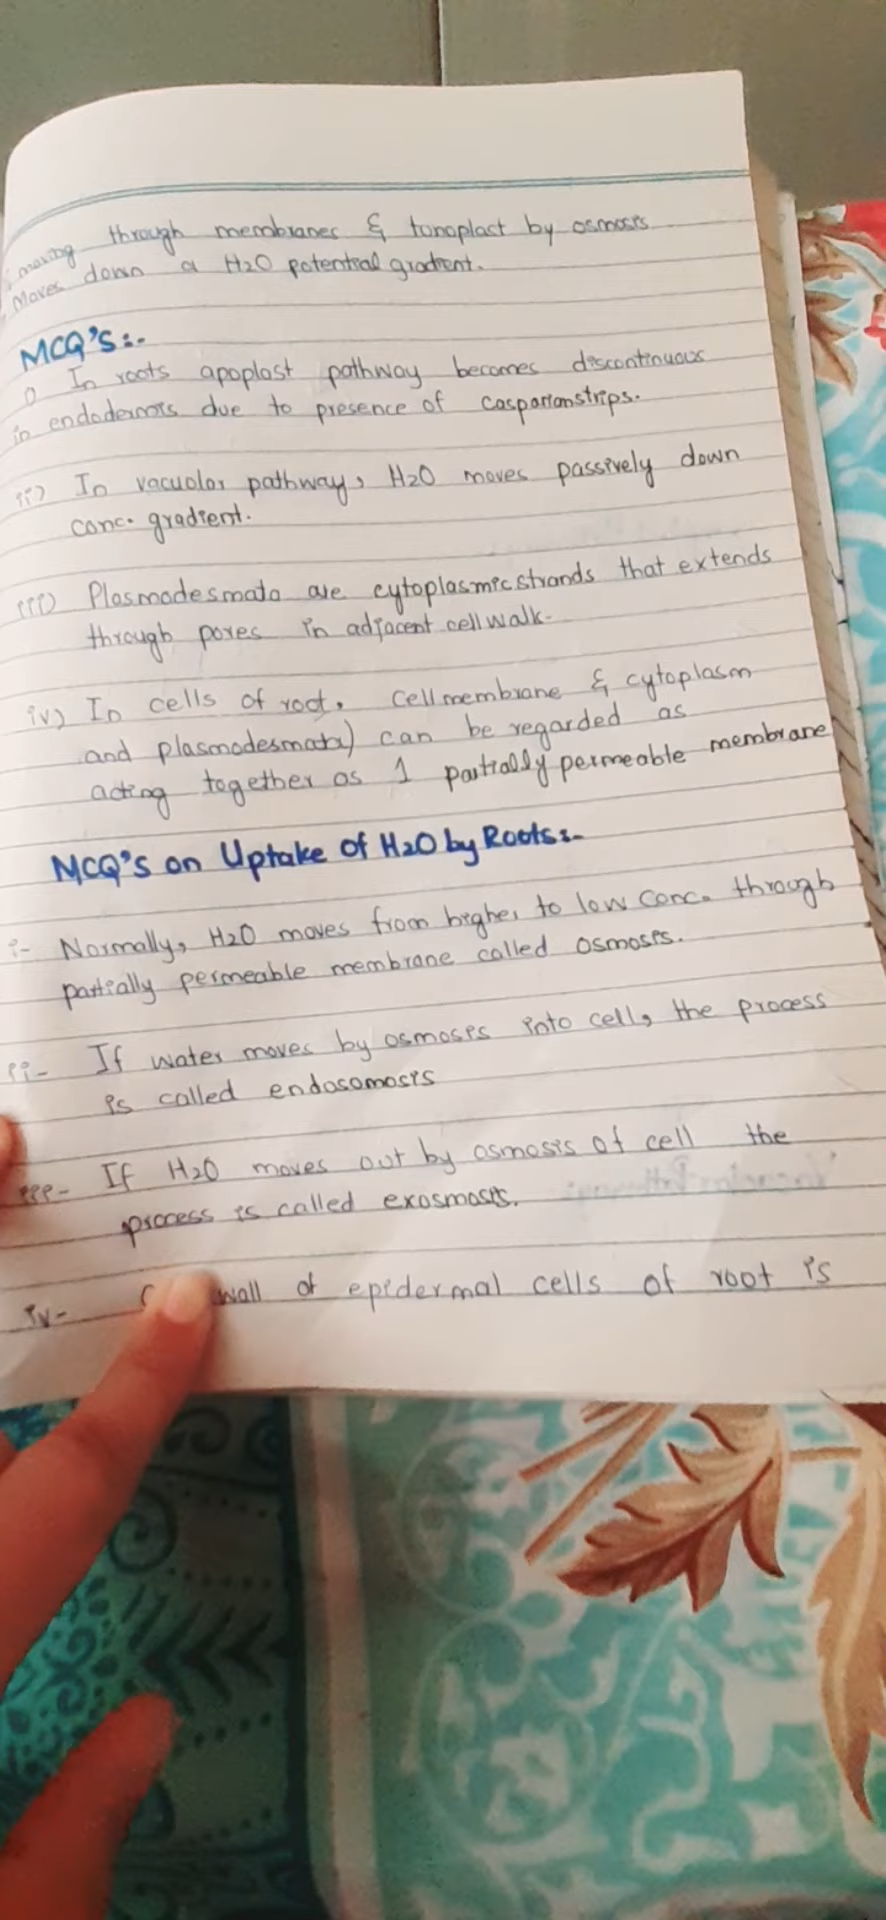 moving through membranes & tonoplast by osmosis
Moves down a H2O potential gradient.
MCQ'S:-
i) In roots apoplast pathway becomes discontinuous
in endodermis due to presence of casparian strips.
ii) In vacuolar pathway, H2O moves passively down
conc. gradient.
iii) Plasmodesmata are cytoplasmic strands that extends
through pores in adjacent cell walk-
iv) In cells of root, Cell membrane & cytoplasm
and plasmodesmata) can be regarded as
acting together as 1 partially permeable membrane
MCQ'S on Uptake of H2O by Roots:-
i- Normally, H2O moves from higher to low conc. through
partially permeable membrane called osmosis.
ii- If water moves by osmosis into cell, the process
is called endosomosis
iii- If H2O moves out by osmosis of cell the
process is called exosmosis.
iv- wall of epidermal cells of root is